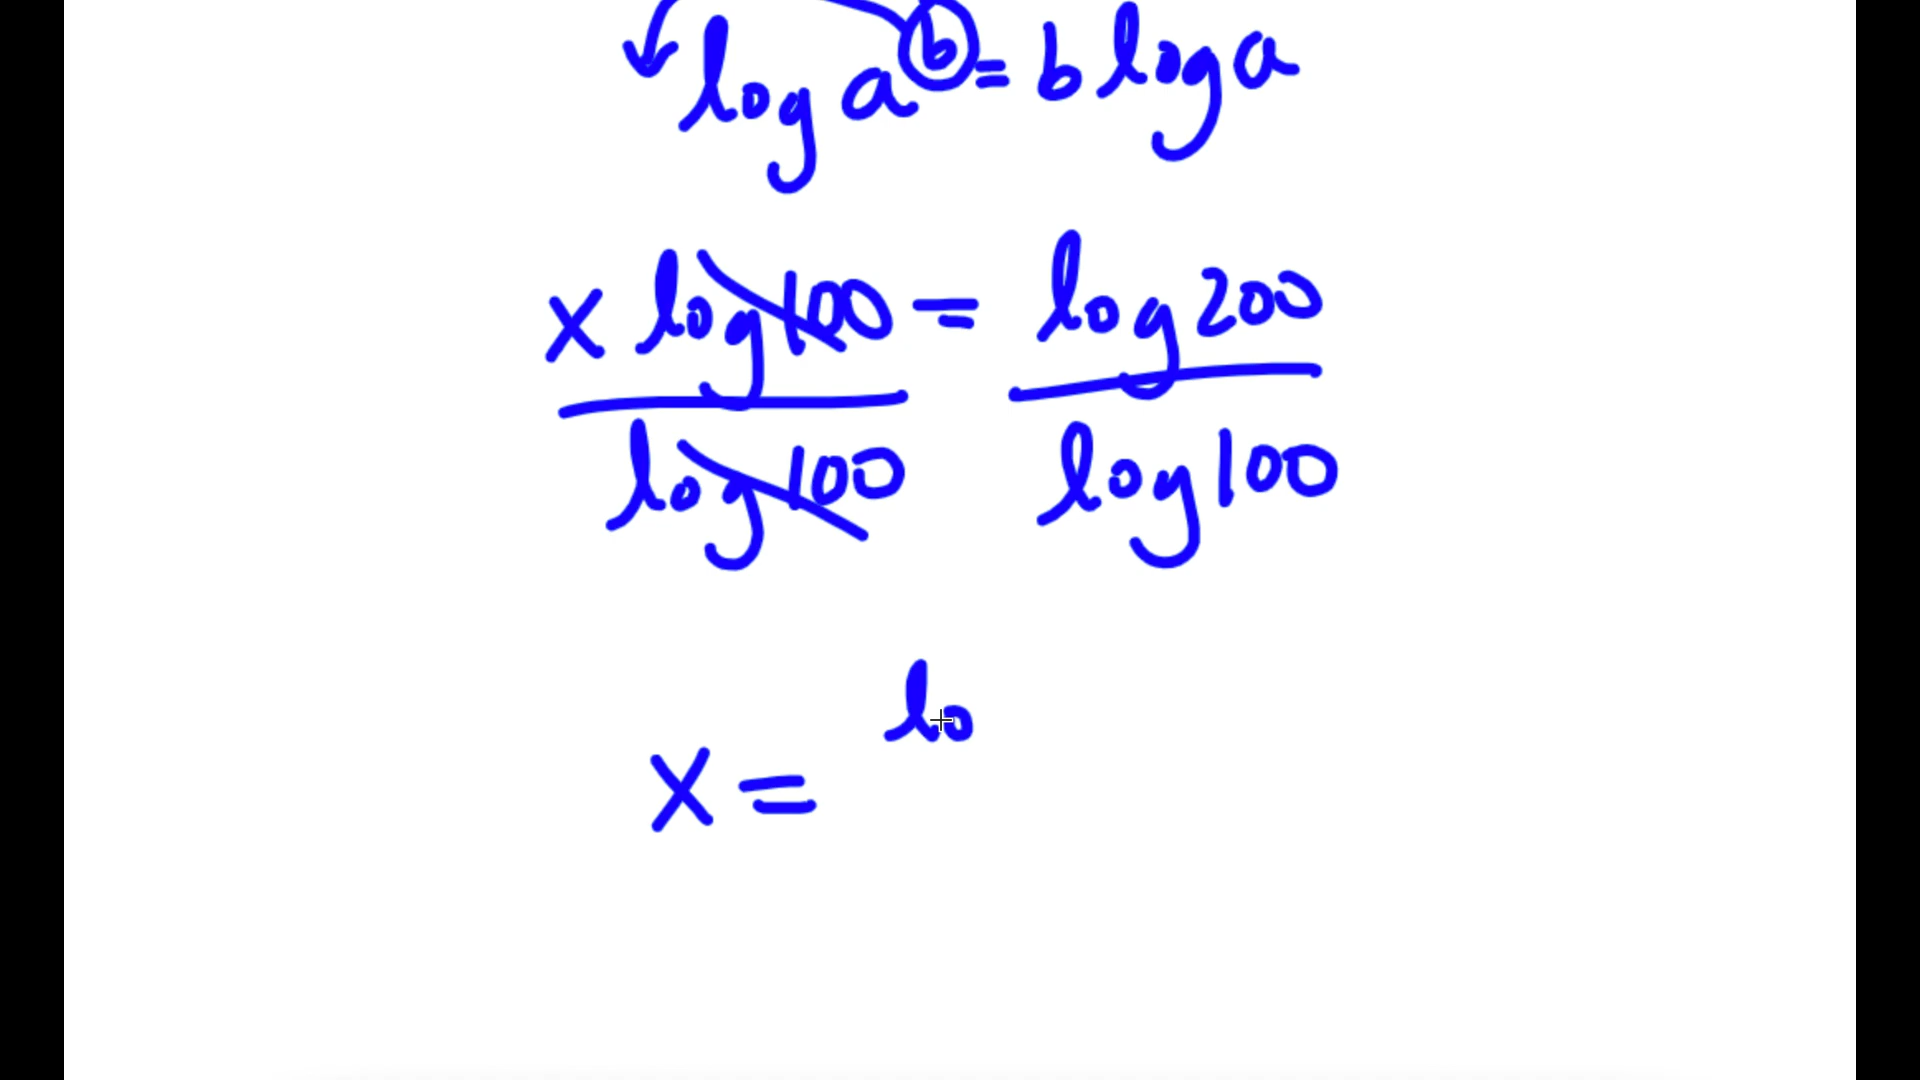 log a^b = b log a
x log 100 = log 200
log 100 log 100
x = lo